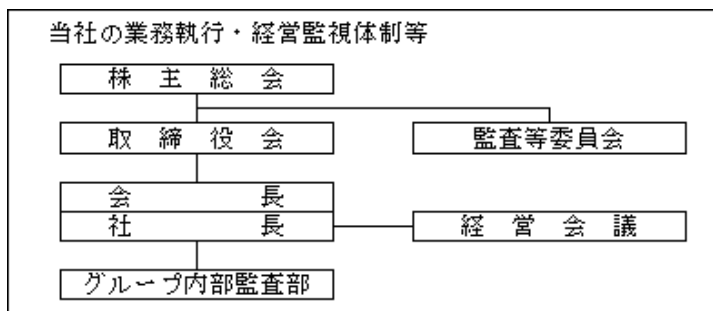 当社の業務執行・経営監視体制等
株主総会
取締役会
監査等委員会
会長
社長
経営会議
グループ内部監査部